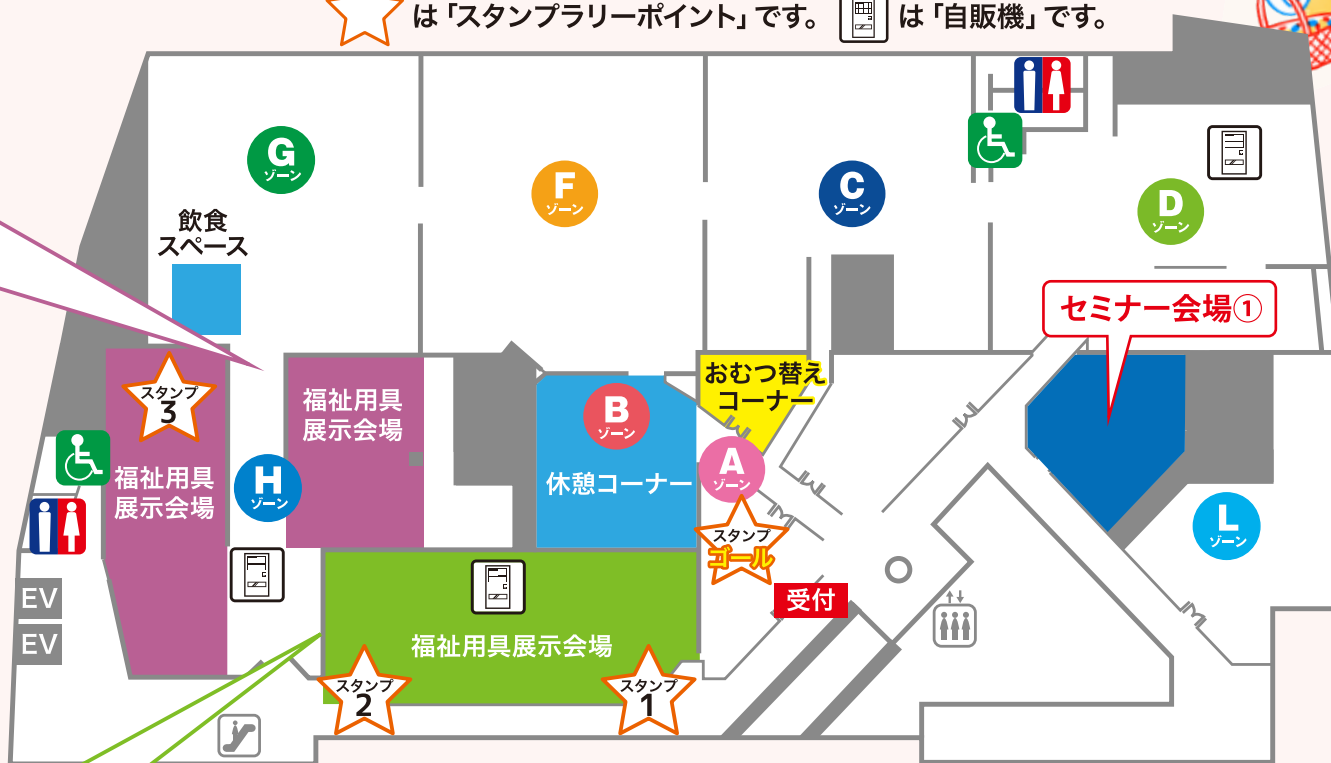 は「スタンプラリーポイント」です。 は「自販機」です。
G
ゾーン
F
ゾーン
C
ゾーン
D
ゾーン
飲食
スペース
セミナー会場①
スタンプ
3
福祉用具
展示会場
福祉用具
展示会場
H
ゾーン
B
ゾーン
休憩コーナー
おむつ替え
コーナー
A
ゾーン
スタンプ
ゴール
受付
L
ゾーン
EV
EV
福祉用具展示会場
スタンプ
2
スタンプ
1